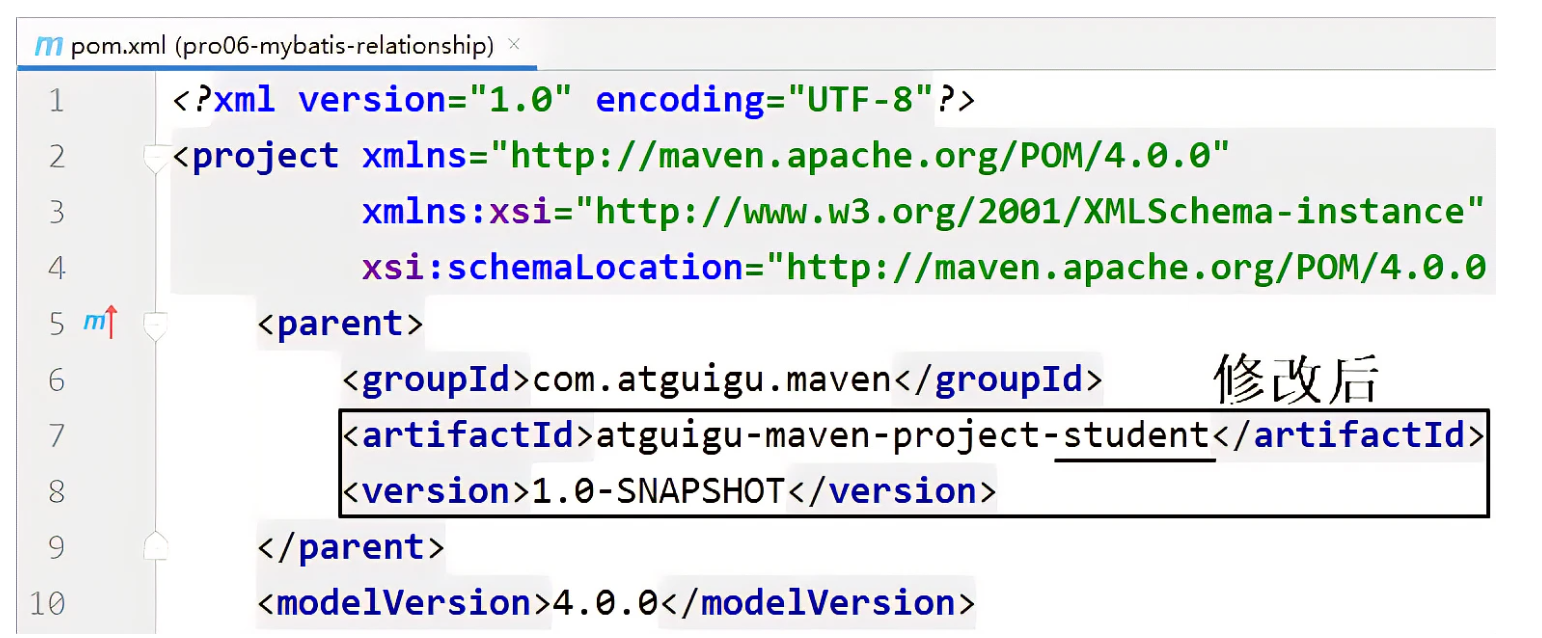 m pom.xml (pro06-mybatis-relationship) ×
1 <?xml version="1.0" encoding="UTF-8"?>
2 <project xmlns="http://maven.apache.org/POM/4.0.0"
3 xmlns:xsi="http://www.w3.org/2001/XMLSchema-instance"
4 xsi:schemaLocation="http://maven.apache.org/POM/4.0.0
5 m <parent>
6 <groupId>com.atguigu.maven</groupId> 修改后
7 <artifactId>atguigu-maven-project-student</artifactId>
8 <version>1.0-SNAPSHOT</version>
9 </parent>
10 <modelVersion>4.0.0</modelVersion>